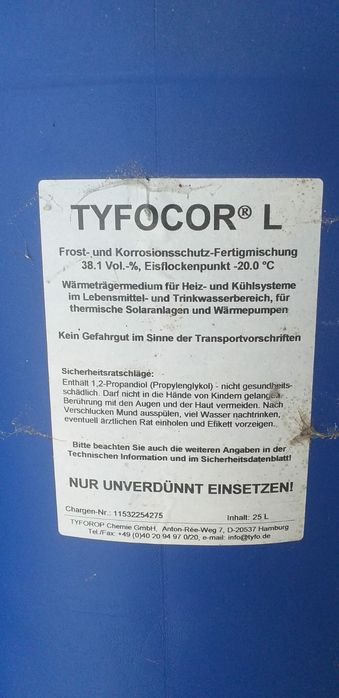 TYFOCOR® L
Frost- und Korrosionsschutz-Fertigmischung
38.1 Vol.-%, Eisflockenpunkt -20.0 °C
Wärmeträgermedium für Heiz- und Kühlsysteme
im Lebensmittel- und Trinkwasserbereich, für
thermische Solaranlagen und Wärmepumpen
Kein Gefahrgut im Sinne der Transportvorschriften
Sicherheitsratschläge:
Enthält 1,2-Propandiol (Propylenglykol) - nicht gesundheits-
schädlich. Darf nicht in die Hände von Kindern gelangen.
Berührung mit den Augen und der Haut vermeiden. Nach
Verschlucken Mund ausspülen, viel Wasser nachtrinken,
eventuell ärztlichen Rat einholen und Etikett vorzeigen.
Bitte beachten Sie auch die weiteren Angaben in der
Technischen Information und im Sicherheitsdatenblatt!
NUR UNVERDÜNNT EINSETZEN!
Chargen-Nr.: 11532254275 Inhalt: 25 L
TYFOROP Chemie GmbH, Anton-Rée-Weg 7, D-20537 Hamburg
Tel./Fax: +49 (0)40 20 94 97 0/20, e-mail: info@tyfo.de